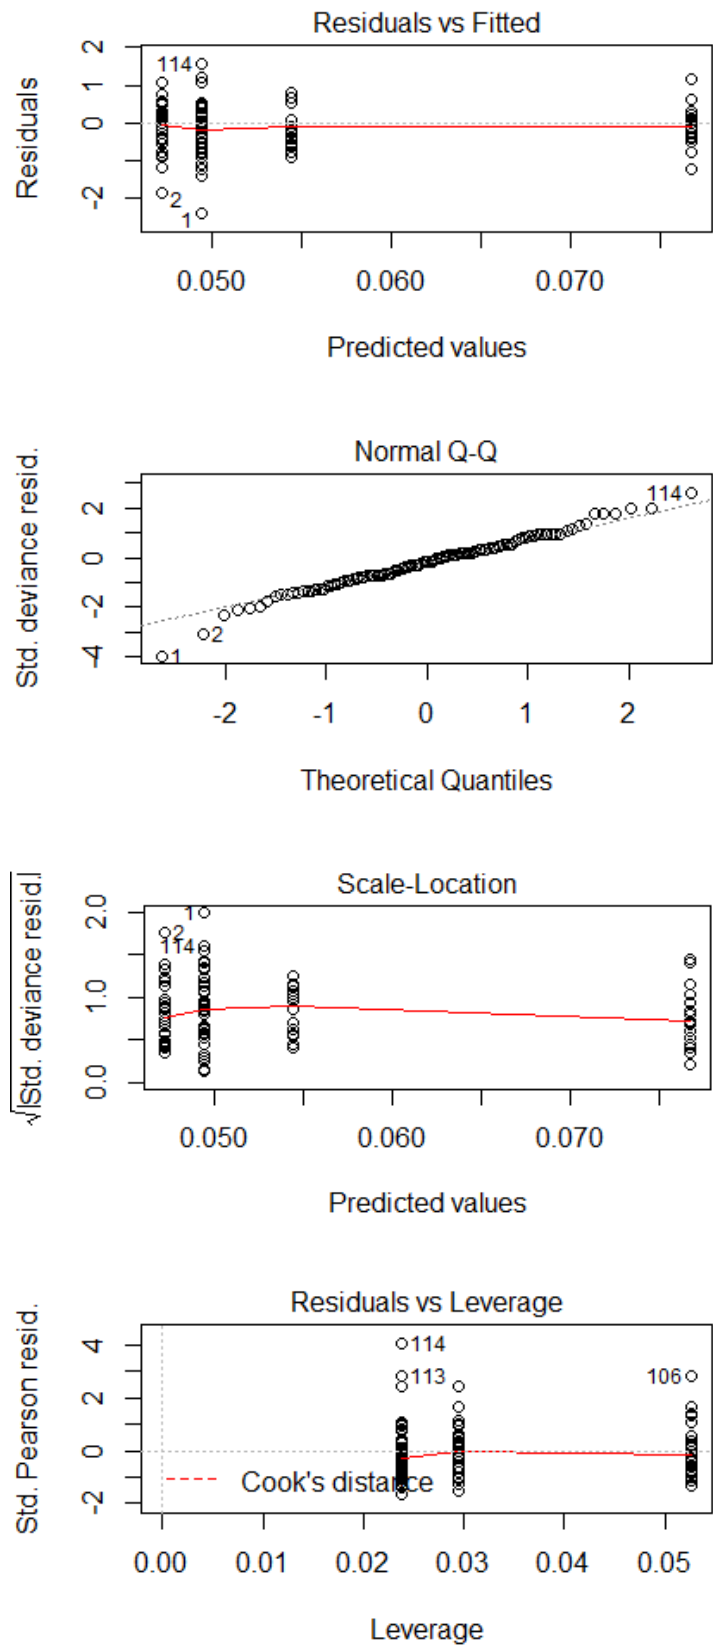 Residuals vs Fitted
Residuals
2
1
0
-2
114
2
1
0.050 0.060 0.070
Predicted values
Normal Q-Q
Std. deviance resid.
2
0
-2
-4
114
2
1
-2 -1 0 1 2
Theoretical Quantiles
Scale-Location
√|Std. deviance resid.|
2.0
1.0
0.0
1
2
114
0.050 0.060 0.070
Predicted values
Residuals vs Leverage
Std. Pearson resid.
4
2
0
-2
114
113
106
Cook's distance
0.00 0.01 0.02 0.03 0.04 0.05
Leverage